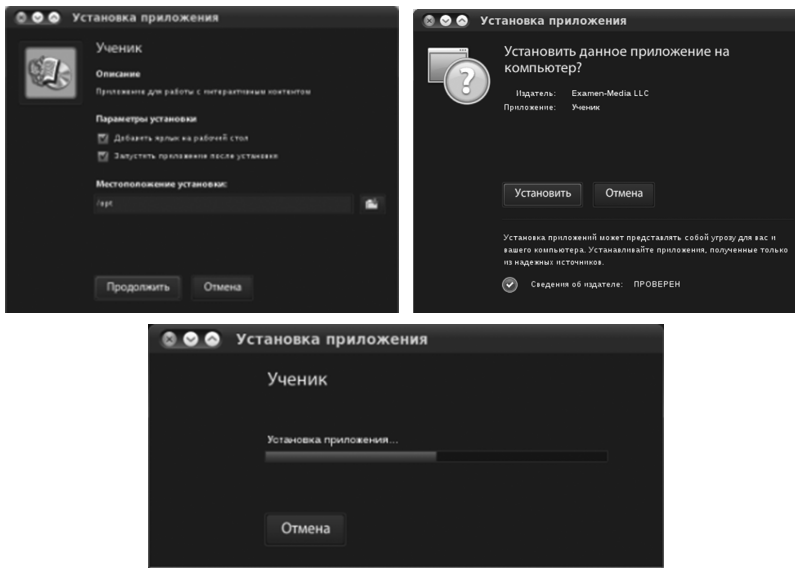 Установка приложения
Ученик
Описание
Приложение для работы с интерактивным контентом
Параметры установки
Добавить ярлык на рабочий стол
Запустить приложение после установки
Местоположение установки:
/opt
Продолжить
Отмена
Установка приложения
Установить данное приложение на
компьютер?
Издатель: Examen-Media LLC
Приложение: Ученик
Установить
Отмена
Установка приложений может представлять собой угрозу для вас и
вашего компьютера. Устанавливайте приложения, полученные только
из надежных источников.
Сведения об издателе: ПРОВЕРЕН
Установка приложения
Ученик
Установка приложения...
Отмена